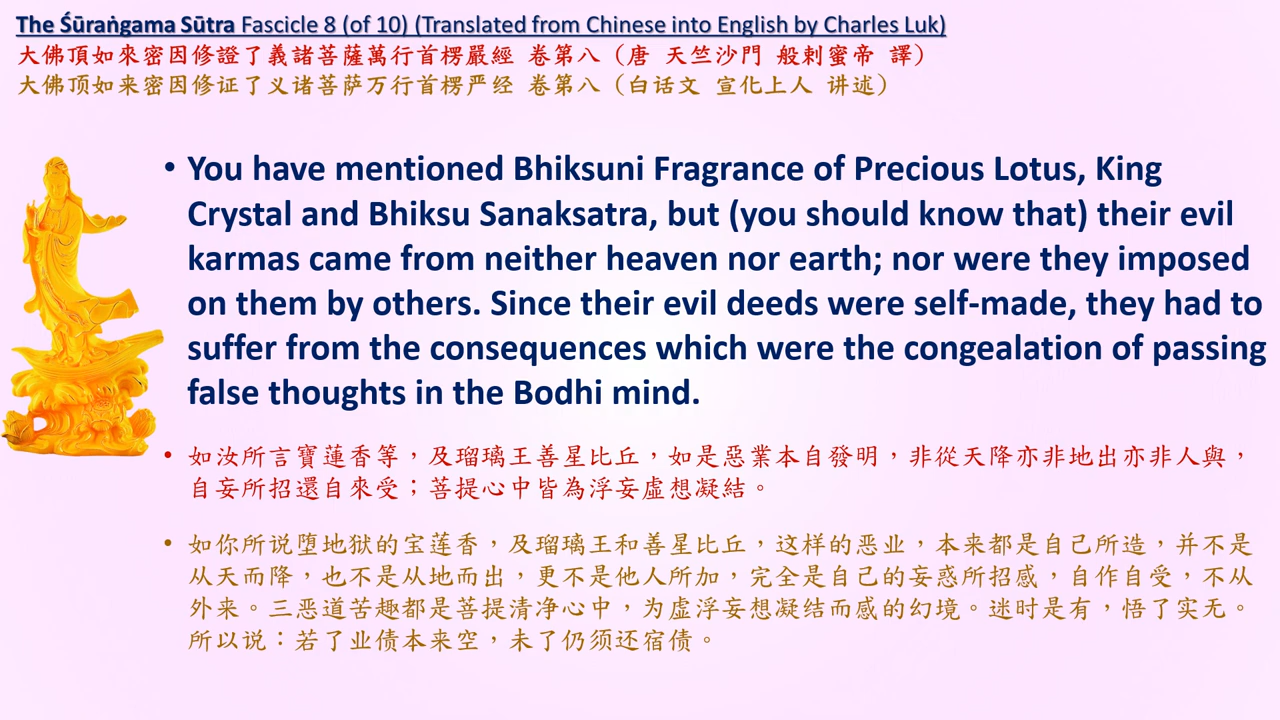 The Śūraṅgama Sūtra Fascicle 8 (of 10) (Translated from Chinese into English by Charles Luk)
大佛頂如來密因修證了義諸菩薩萬行首楞嚴經 卷第八（唐 天竺沙門 般剌蜜帝 譯）
大佛顶如来密因修证了义诸菩萨万行首楞严经 卷第八（白话文 宣化上人 讲述）
• You have mentioned Bhiksuni Fragrance of Precious Lotus, King
Crystal and Bhiksu Sanaksatra, but (you should know that) their evil
karmas came from neither heaven nor earth; nor were they imposed
on them by others. Since their evil deeds were self-made, they had to
suffer from the consequences which were the congealation of passing
false thoughts in the Bodhi mind.
• 如汝所言寶蓮香等，及瑠璃王善星比丘，如是惡業本自發明，非從天降亦非地出亦非人與，
自妄所招還自來受；菩提心中皆為浮妄虛想凝結。
• 如你所说堕地狱的宝莲香，及瑠璃王和善星比丘，这样的恶业，本来都是自己所造，并不是
从天而降，也不是从地而出，更不是他人所加，完全是自己的妄惑所招感，自作自受，不从
外来。三恶道苦趣都是菩提清净心中，为虚浮妄想凝结而感的幻境。迷时是有，悟了实无。
所以说：若了业债本来空，未了仍须还宿债。